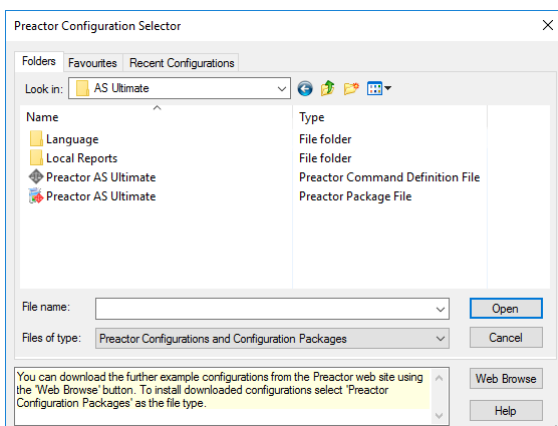 Preactor Configuration Selector
Folders Favourites Recent Configurations
Look in: AS Ultimate
Name Type
Language File folder
Local Reports File folder
Preactor AS Ultimate Preactor Command Definition File
Preactor AS Ultimate Preactor Package File
File name: Open
Files of type: Preactor Configurations and Configuration Packages Cancel
You can download the further example configurations from the Preactor web site using
the 'Web Browse' button. To install downloaded configurations select 'Preactor
Configuration Packages' as the file type.
Web Browse
Help